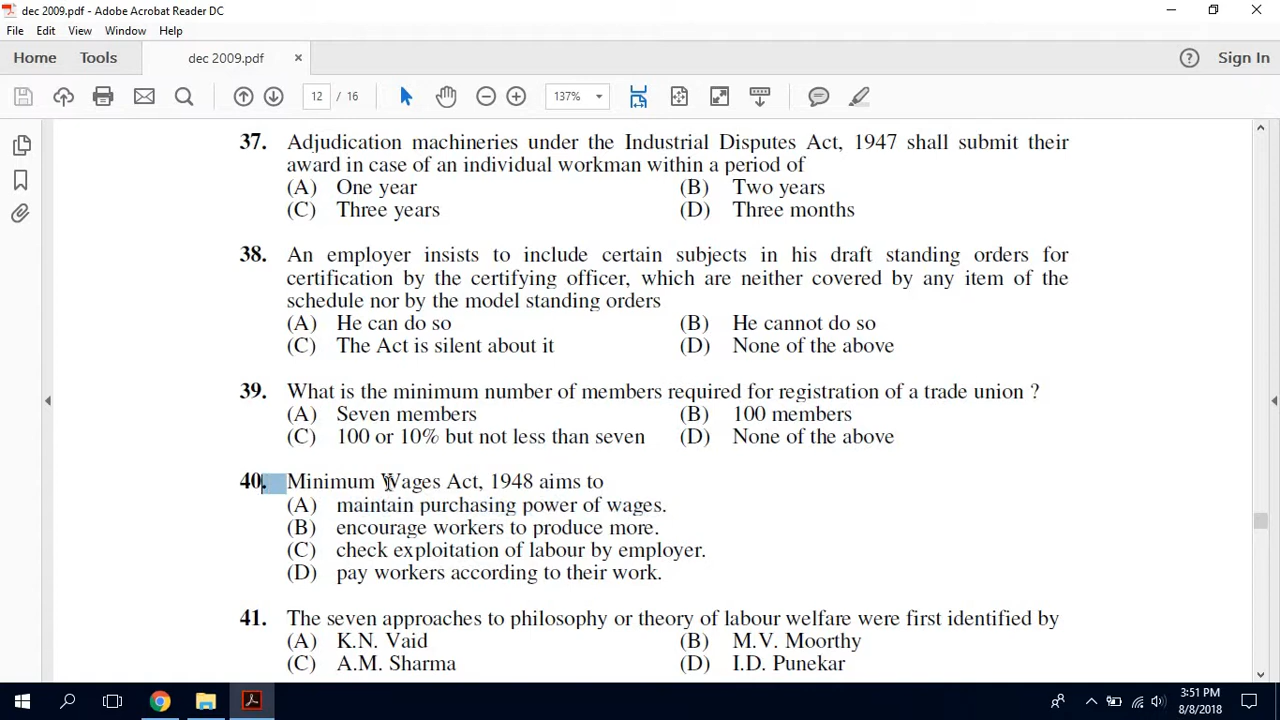 dec 2009.pdf - Adobe Acrobat Reader DC
File Edit View Window Help
Home Tools dec 2009.pdf × Sign In
12 / 16 137%
37. Adjudication machineries under the Industrial Disputes Act, 1947 shall submit their
award in case of an individual workman within a period of
(A) One year (B) Two years
(C) Three years (D) Three months
38. An employer insists to include certain subjects in his draft standing orders for
certification by the certifying officer, which are neither covered by any item of the
schedule nor by the model standing orders
(A) He can do so (B) He cannot do so
(C) The Act is silent about it (D) None of the above
39. What is the minimum number of members required for registration of a trade union ?
(A) Seven members (B) 100 members
(C) 100 or 10% but not less than seven (D) None of the above
40. Minimum Wages Act, 1948 aims to
(A) maintain purchasing power of wages.
(B) encourage workers to produce more.
(C) check exploitation of labour by employer.
(D) pay workers according to their work.
41. The seven approaches to philosophy or theory of labour welfare were first identified by
(A) K.N. Vaid (B) M.V. Moorthy
(C) A.M. Sharma (D) I.D. Punekar
3:51 PM
8/8/2018